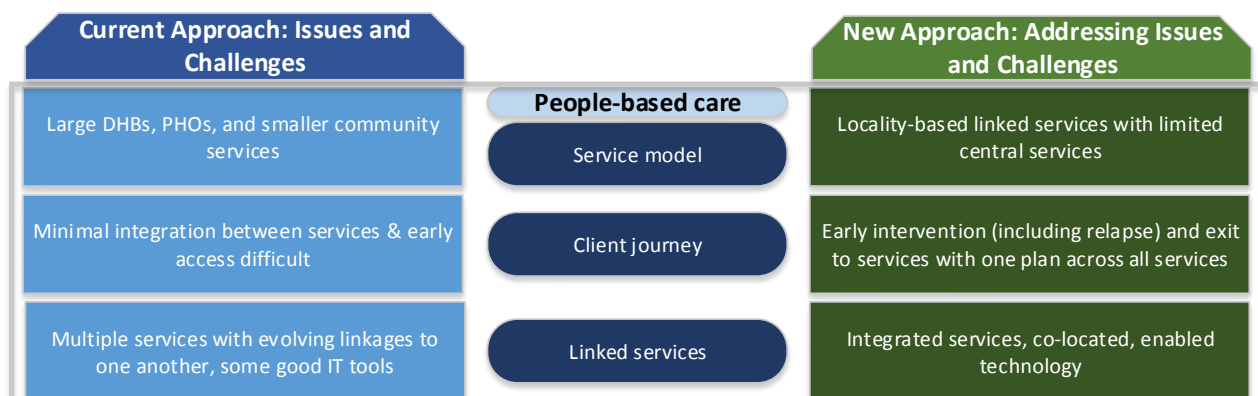 Current Approach: Issues and
Challenges
New Approach: Addressing Issues
and Challenges
People-based care
Large DHBs, PHOs, and smaller community
services
Service model
Locality-based linked services with limited
central services
Minimal integration between services & early
access difficult
Client journey
Early intervention (including relapse) and exit
to services with one plan across all services
Multiple services with evolving linkages to
one another, some good IT tools
Linked services
Integrated services, co-located, enabled
technology